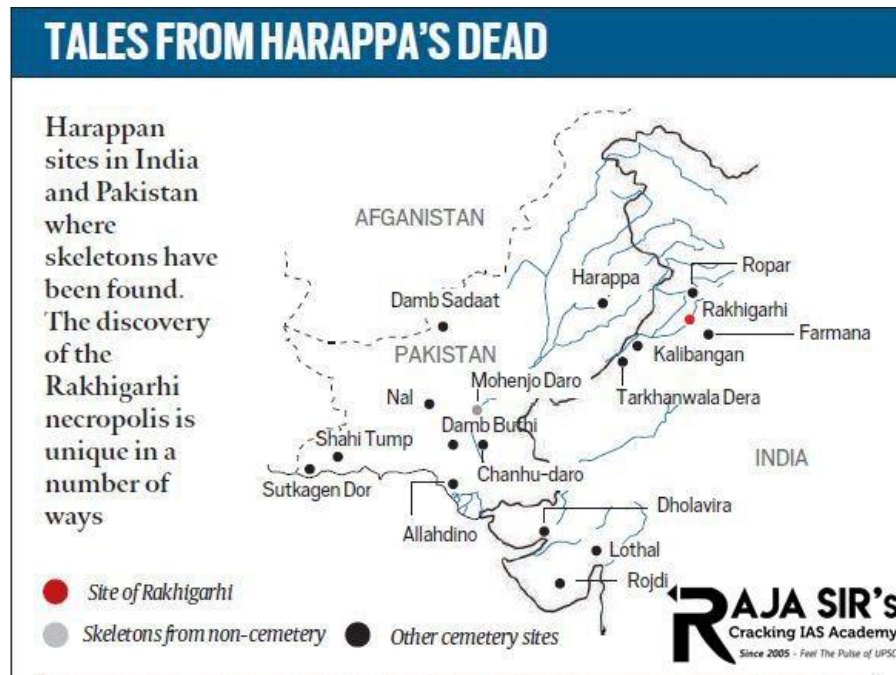 TALES FROM HARAPPA'S DEAD
Harappan
sites in India
and Pakistan
where
skeletons have
been found.
The discovery
of the
Rakhigarhi
necropolis is
unique in a
number of
ways
AFGANISTAN
Harappa
Ropar
Damb Sadaat
Rakhigarhi
Farmana
PAKISTAN
Kalibangan
Mohenjo Daro
Nal
Tarkhanwala Dera
Damb Buthi
Shahi Tump
INDIA
Chanhu-daro
Sutkagen Dor
Dholavira
Allahdino
Lothal
Rojdi
Site of Rakhigarhi
Skeletons from non-cemetery
Other cemetery sites
RAJA SIR's
Cracking IAS Academy
Since 2005 - Feel The Pulse of UPSC